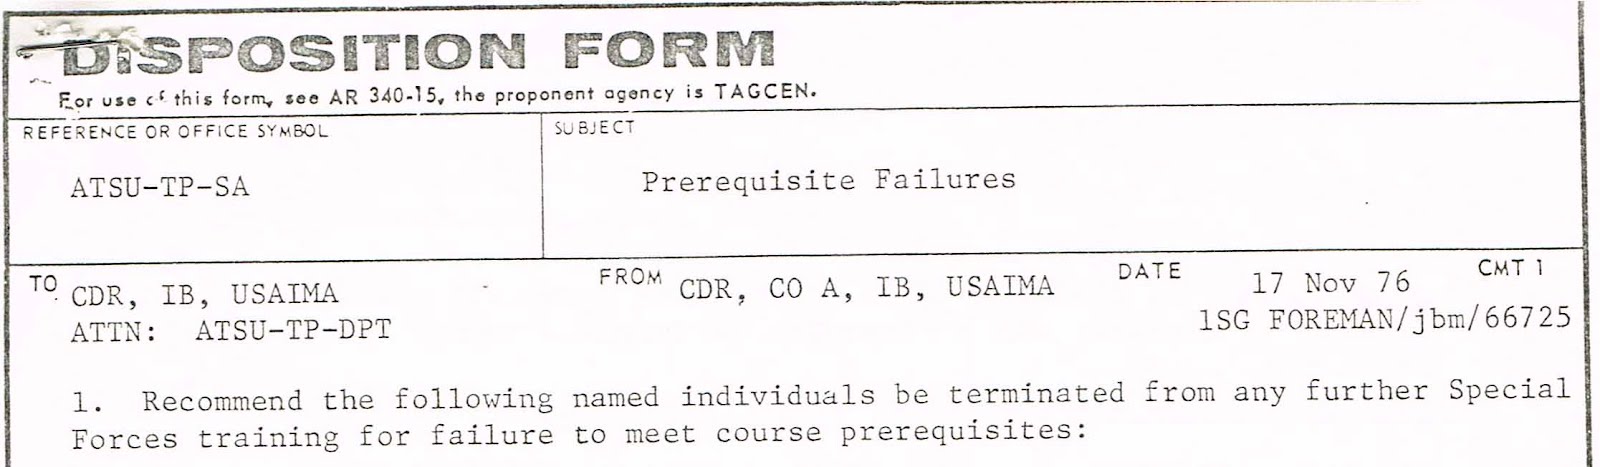 DISPOSITION FORM
For use of this form, see AR 340-15, the proponent agency is TAGCEN.
REFERENCE OR OFFICE SYMBOL
ATSU-TP-SA
SUBJECT
Prerequisite Failures
TO CDR, IB, USAIMA
ATTN: ATSU-TP-DPT
FROM CDR, CO A, IB, USAIMA
DATE 17 Nov 76 CMT 1
1SG FOREMAN/jbm/66725
1. Recommend the following named individuals be terminated from any further Special
Forces training for failure to meet course prerequisites: